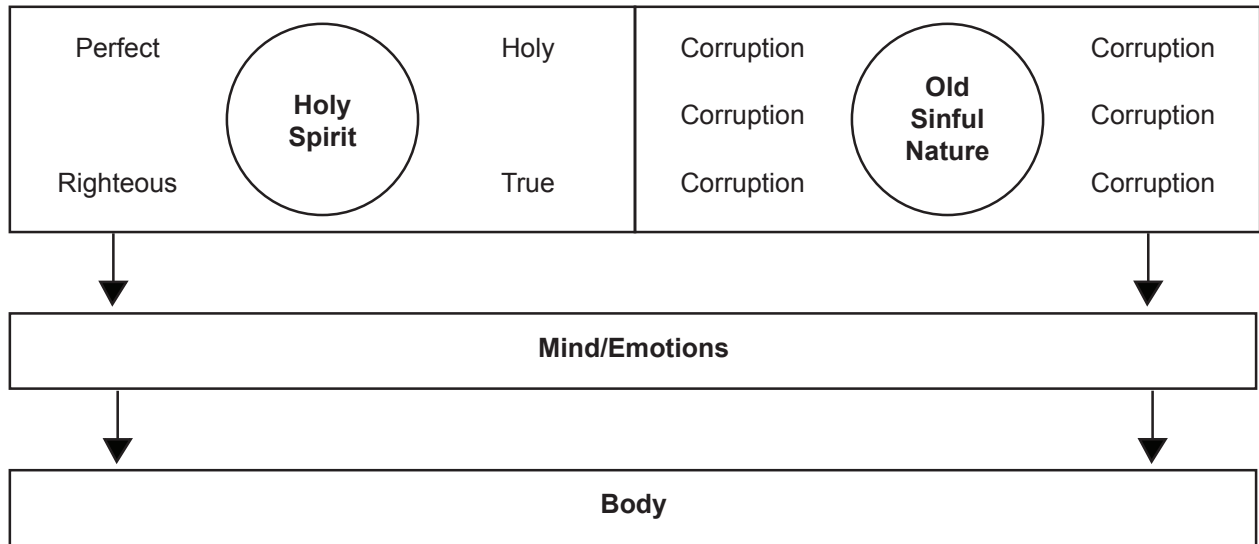 Perfect
Holy
Holy
Spirit
Righteous
True
Corruption
Corruption
Old
Sinful
Nature
Corruption
Corruption
Corruption
Corruption
Mind/Emotions
Body